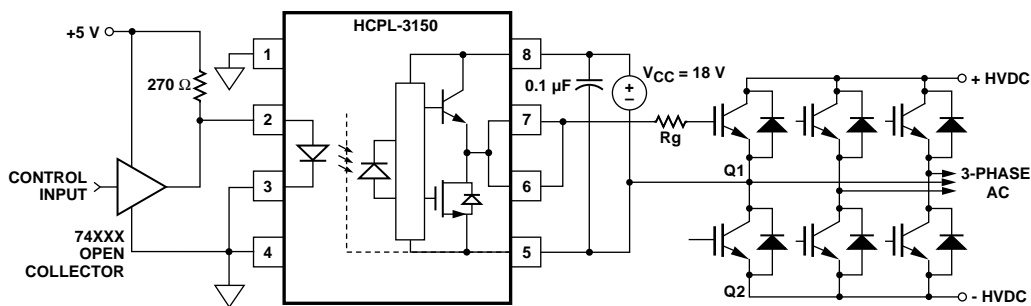 HCPL-3150
+5 V
270 Ω
1
2
3
4
8
7
6
5
CONTROL
INPUT
74XXX
OPEN
COLLECTOR
0.1 µF
VCC = 18 V
+
−
Rg
Q1
Q2
+ HVDC
3-PHASE
AC
- HVDC